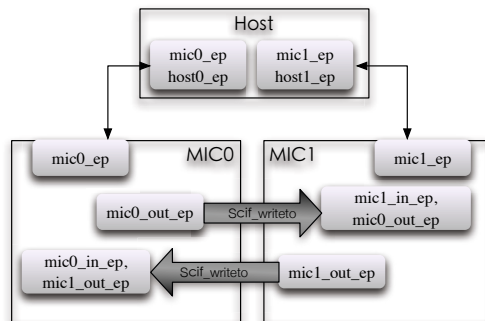 Host
mic0_ep
host0_ep
mic1_ep
host1_ep
mic0_ep
MIC0
MIC1
mic1_ep
mic0_out_ep
Scif_writeto
mic1_in_ep,
mic0_out_ep
mic0_in_ep,
mic1_out_ep
Scif_writeto
mic1_out_ep